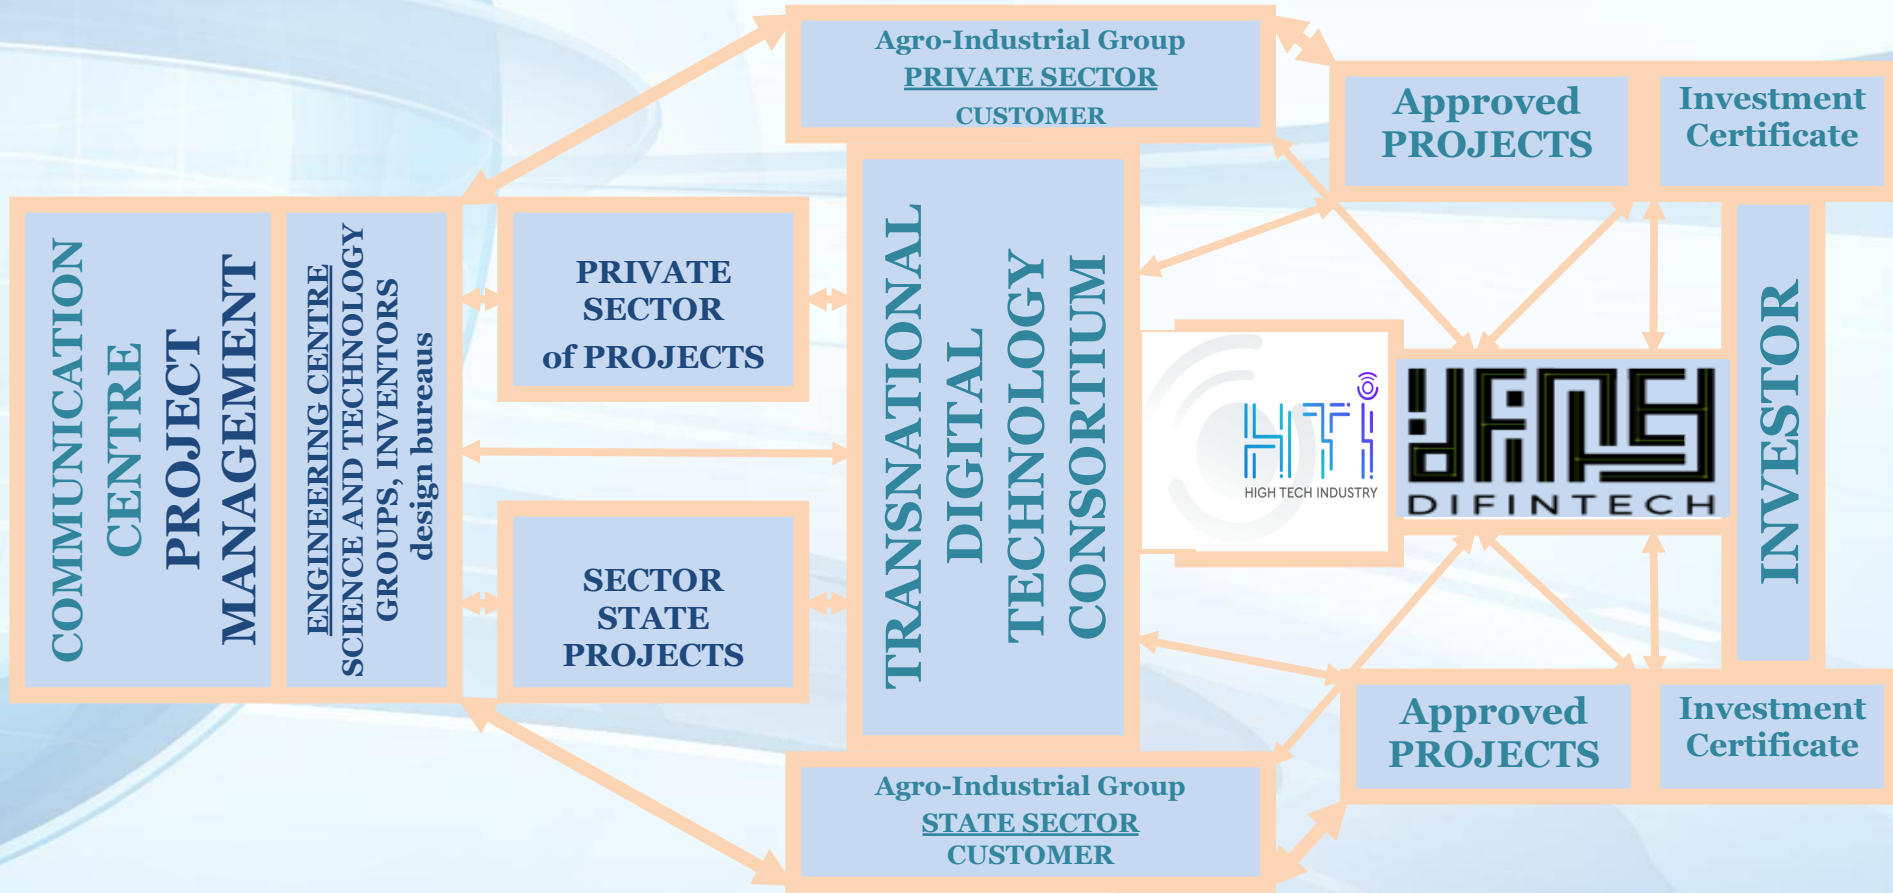 Agro-Industrial Group
PRIVATE SECTOR
CUSTOMER
Approved
PROJECTS
Investment
Certificate
COMMUNICATION
CENTRE
PROJECT
MANAGEMENT
ENGINEERING CENTRE
SCIENCE AND TECHNOLOGY
GROUPS, INVENTORS
design bureaus
PRIVATE
SECTOR
of PROJECTS
SECTOR
STATE
PROJECTS
TRANSNATIONAL
DIGITAL
TECHNOLOGY
CONSORTIUM
HTi
HIGH TECH INDUSTRY
DIFINTECH
INVESTOR
Approved
PROJECTS
Investment
Certificate
Agro-Industrial Group
STATE SECTOR
CUSTOMER